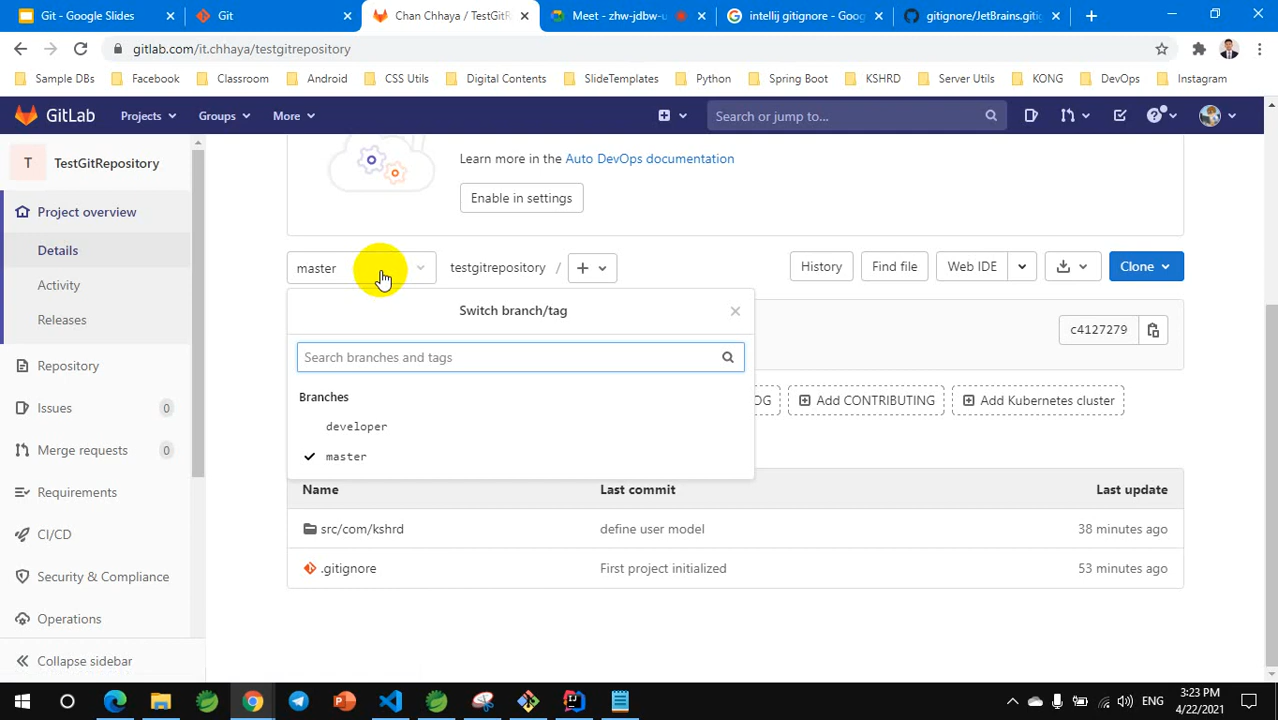 Git - Google Slides
Git
Chan Chhaya / TestGitR
Meet - zhw-jdbw-u
intellij gitignore - Goog
gitignore/JetBrains.giti
gitlab.com/it.chhaya/testgitrepository
Sample DBs
Facebook
Classroom
Android
CSS Utils
Digital Contents
SlideTemplates
Python
Spring Boot
KSHRD
Server Utils
KONG
DevOps
Instagram
GitLab
Projects
Groups
More
Search or jump to...
T
TestGitRepository
Project overview
Details
Activity
Releases
Repository
Issues 0
Merge requests 0
Requirements
CI/CD
Security & Compliance
Operations
Collapse sidebar
Learn more in the Auto DevOps documentation
Enable in settings
master
testgitrepository /
History
Find file
Web IDE
Clone
Switch branch/tag
Search branches and tags
Branches
developer
master
c4127279
OG
Add CONTRIBUTING
Add Kubernetes cluster
Name Last commit Last update
src/com/kshrd define user model 38 minutes ago
.gitignore First project initialized 53 minutes ago
ENG
3:23 PM
4/22/2021